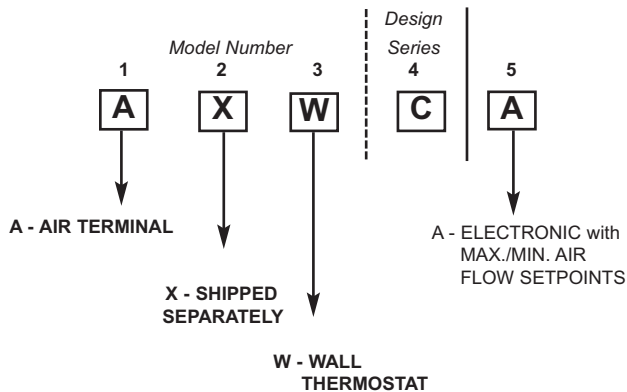 Design
Model Number Series
1 2 3 4 5
A X W C A
A - AIR TERMINAL
A - ELECTRONIC with
MAX./MIN. AIR
FLOW SETPOINTS
X - SHIPPED
SEPARATELY
W - WALL
THERMOSTAT